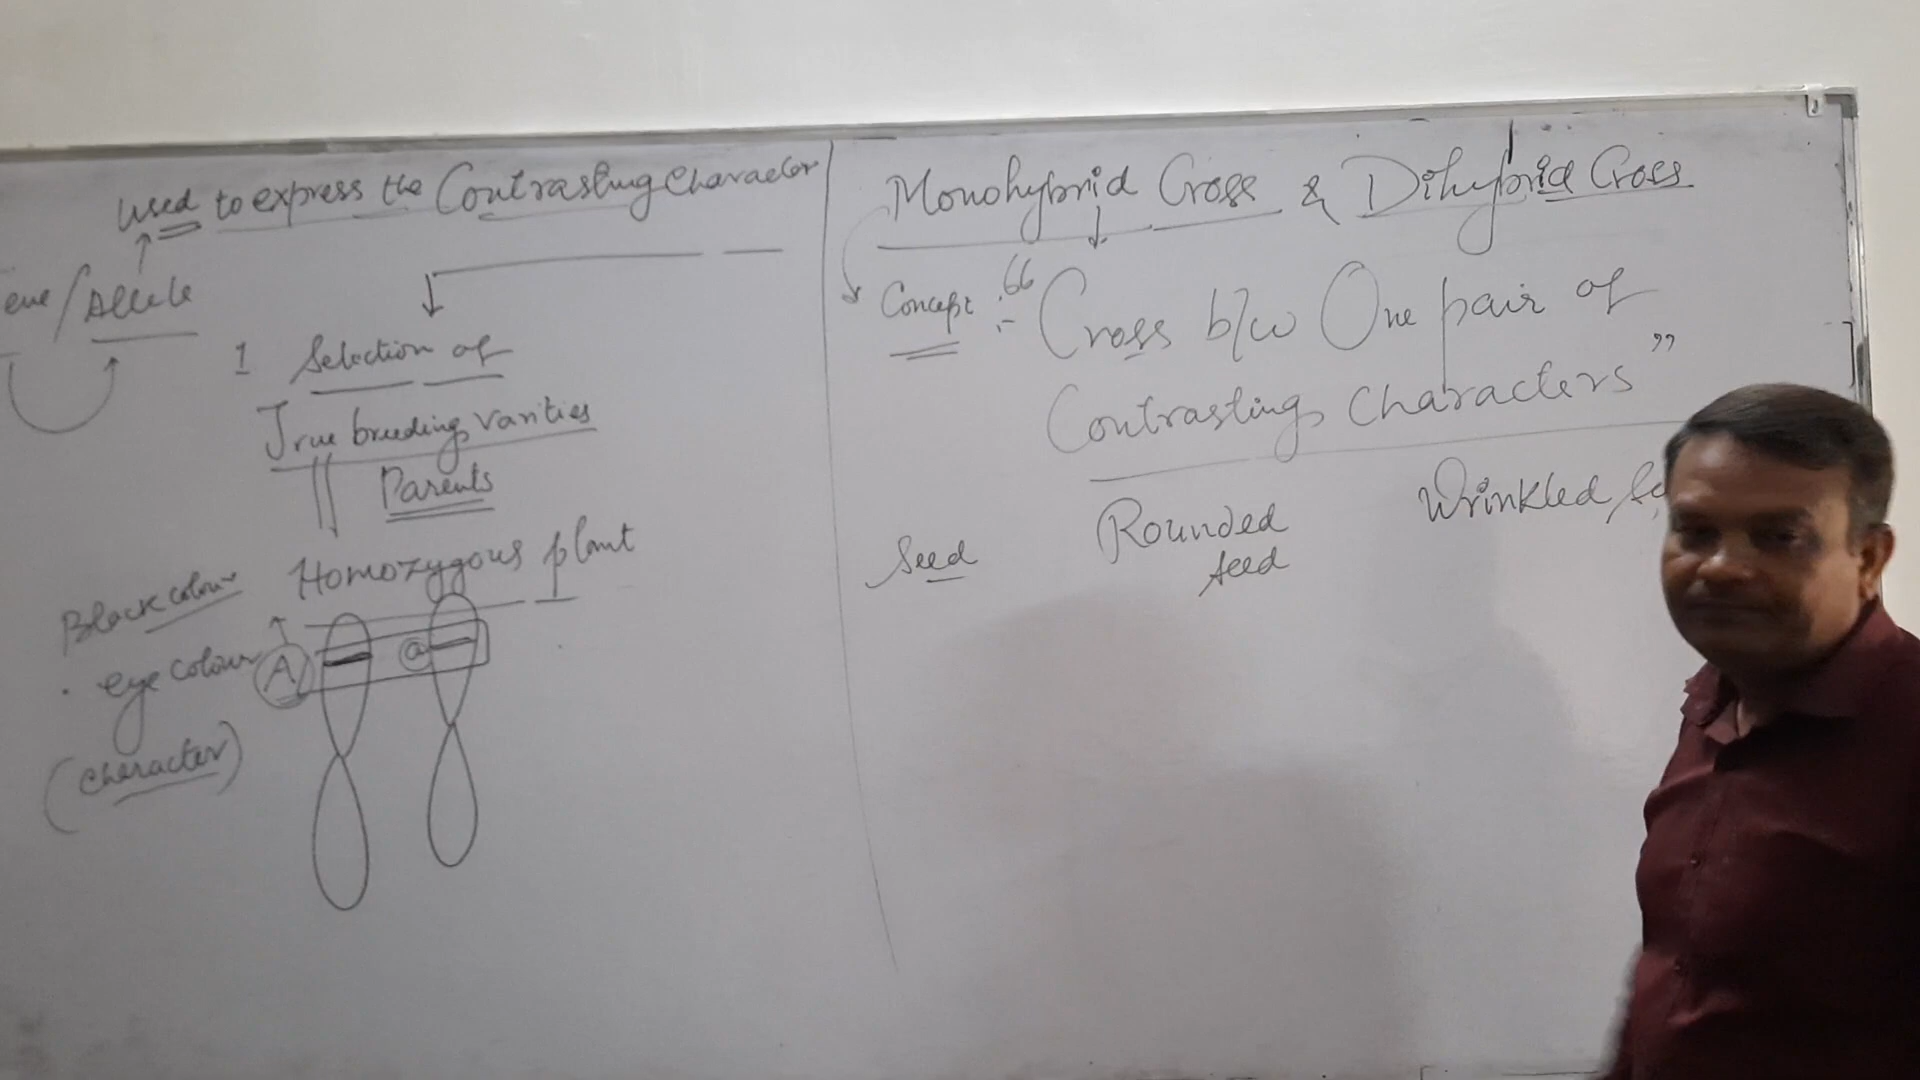 used to express the Contrasting Character
ene/Allele
1 Selection of
True breeding varities
Parents
Homozygous plant
Black colour
eye colour A a
(character)
Monohybrid Cross & Dihybrid Cross
Concept :- "Cross b/w One pair of
Contrasting Characters"
Seed Rounded Wrinkled Se
seed